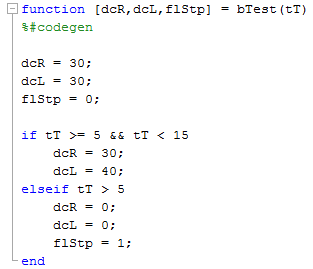 function [dcR,dcL,flStp] = bTest(tT)
%#codegen
dcR = 30;
dcL = 30;
flStp = 0;
if tT >= 5 && tT < 15
dcR = 30;
dcL = 40;
elseif tT > 5
dcR = 0;
dcL = 0;
flStp = 1;
end